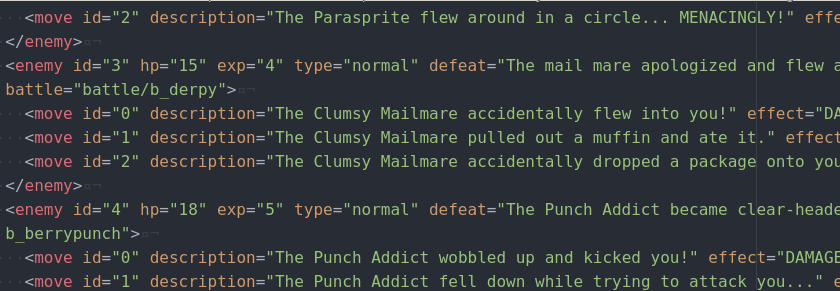 <move id="2" description="The Parasprite flew around in a circle... MENACINGLY!" effe
</enemy>
<enemy id="3" hp="15" exp="4" type="normal" defeat="The mail mare apologized and flew a
battle="battle/b_derpy">
<move id="0" description="The Clumsy Mailmare accidentally flew into you!" effect="DA
<move id="1" description="The Clumsy Mailmare pulled out a muffin and ate it." effect
<move id="2" description="The Clumsy Mailmare accidentally dropped a package onto you
</enemy>
<enemy id="4" hp="18" exp="5" type="normal" defeat="The Punch Addict became clear-heade
b_berrypunch">
<move id="0" description="The Punch Addict wobbled up and kicked you!" effect="DAMAGE
<move id="1" description="The Punch Addict fell down while trying to attack you..." e